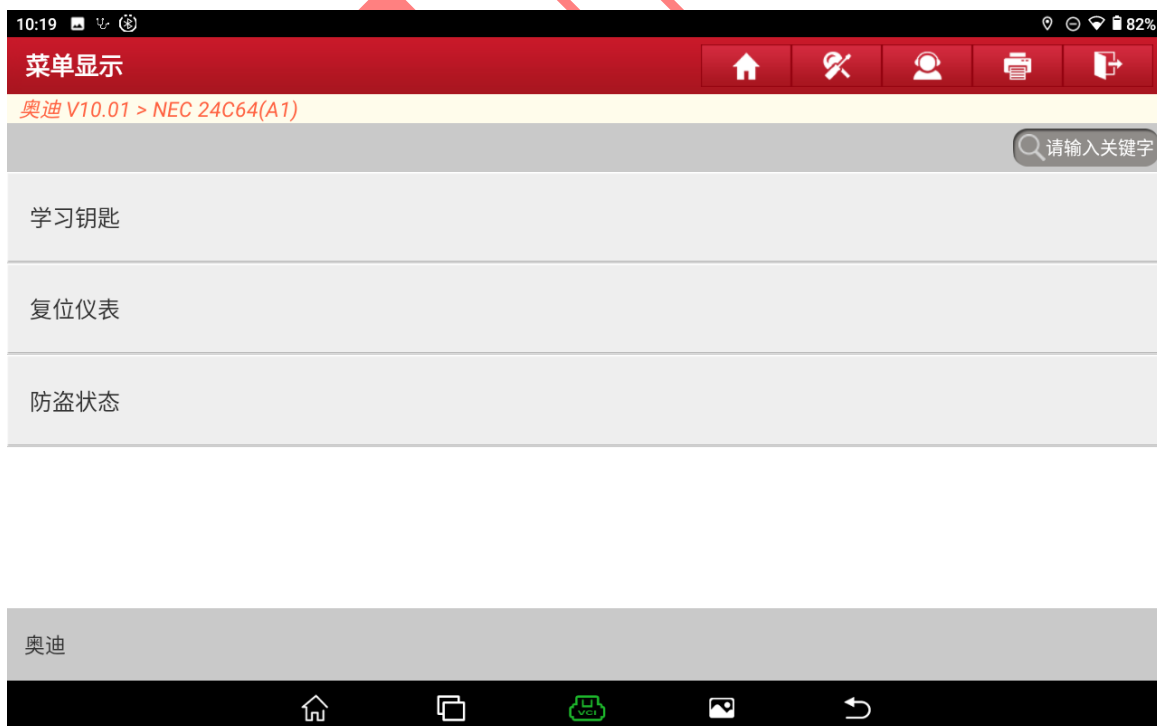 10:19 82%
菜单显示
奥迪 V10.01 > NEC 24C64(A1)
请输入关键字
学习钥匙
复位仪表
防盗状态
奥迪
VCI